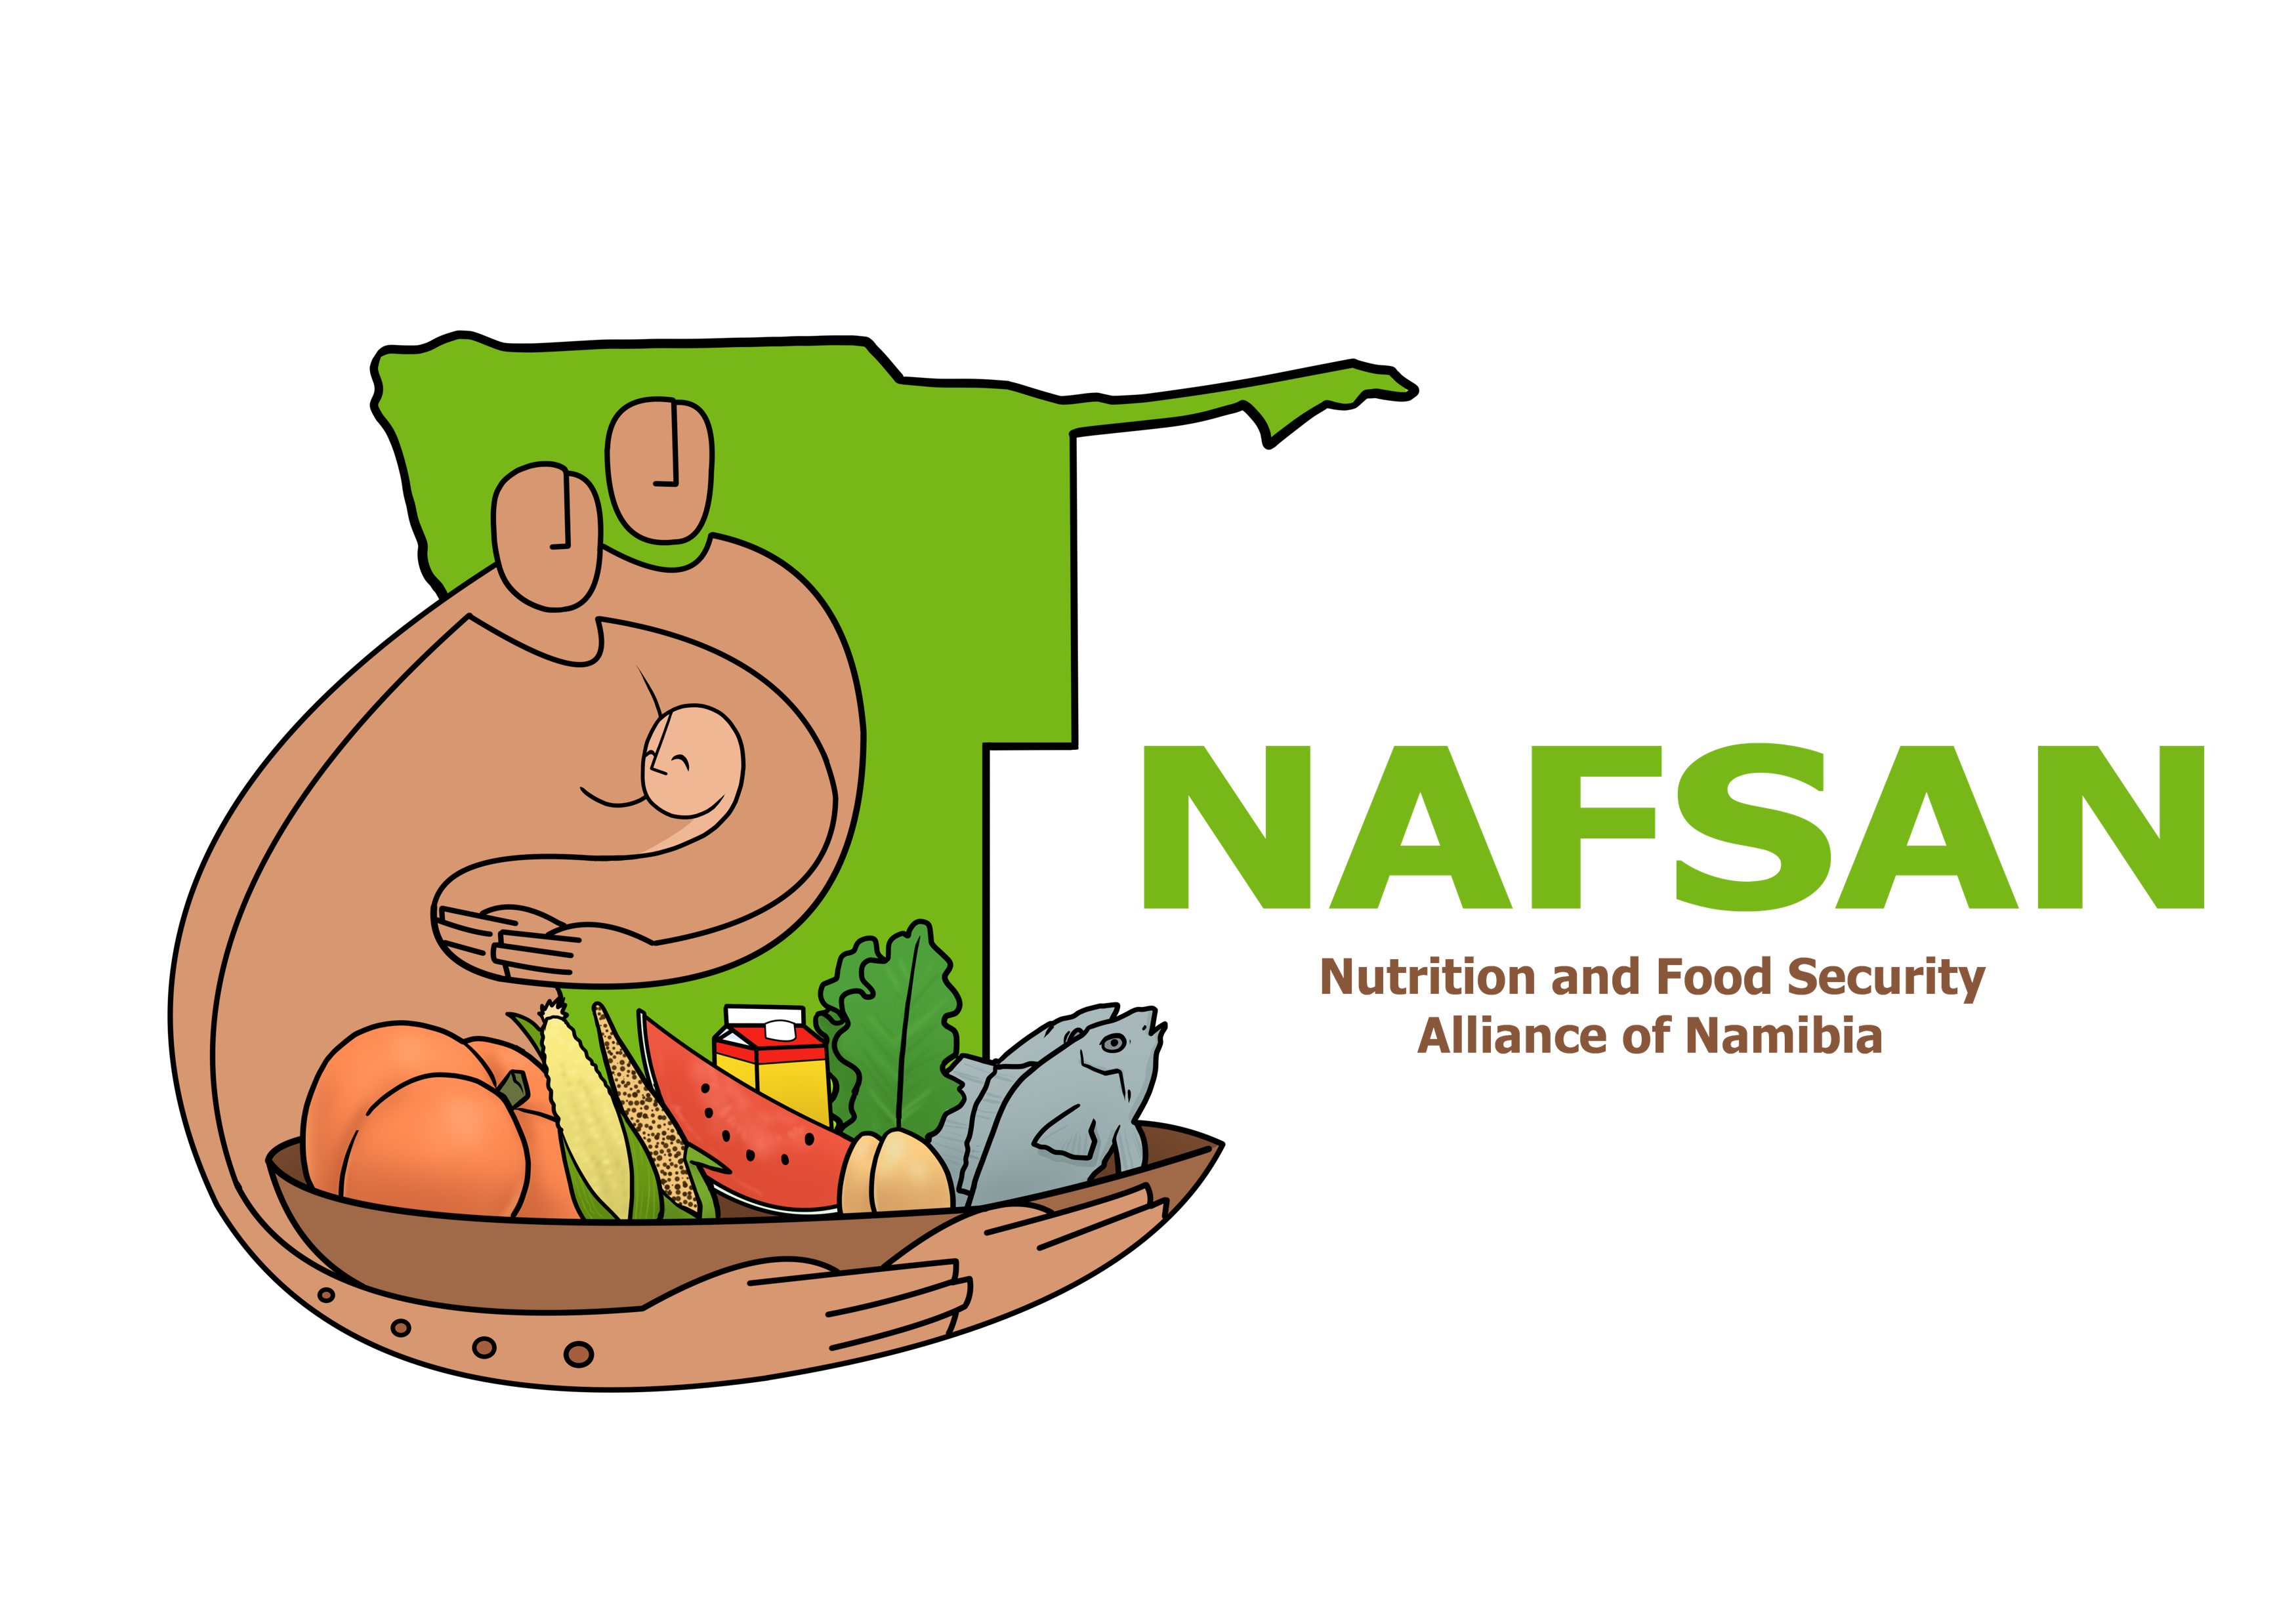 NAFSAN
Nutrition and Food Security
Alliance of Namibia